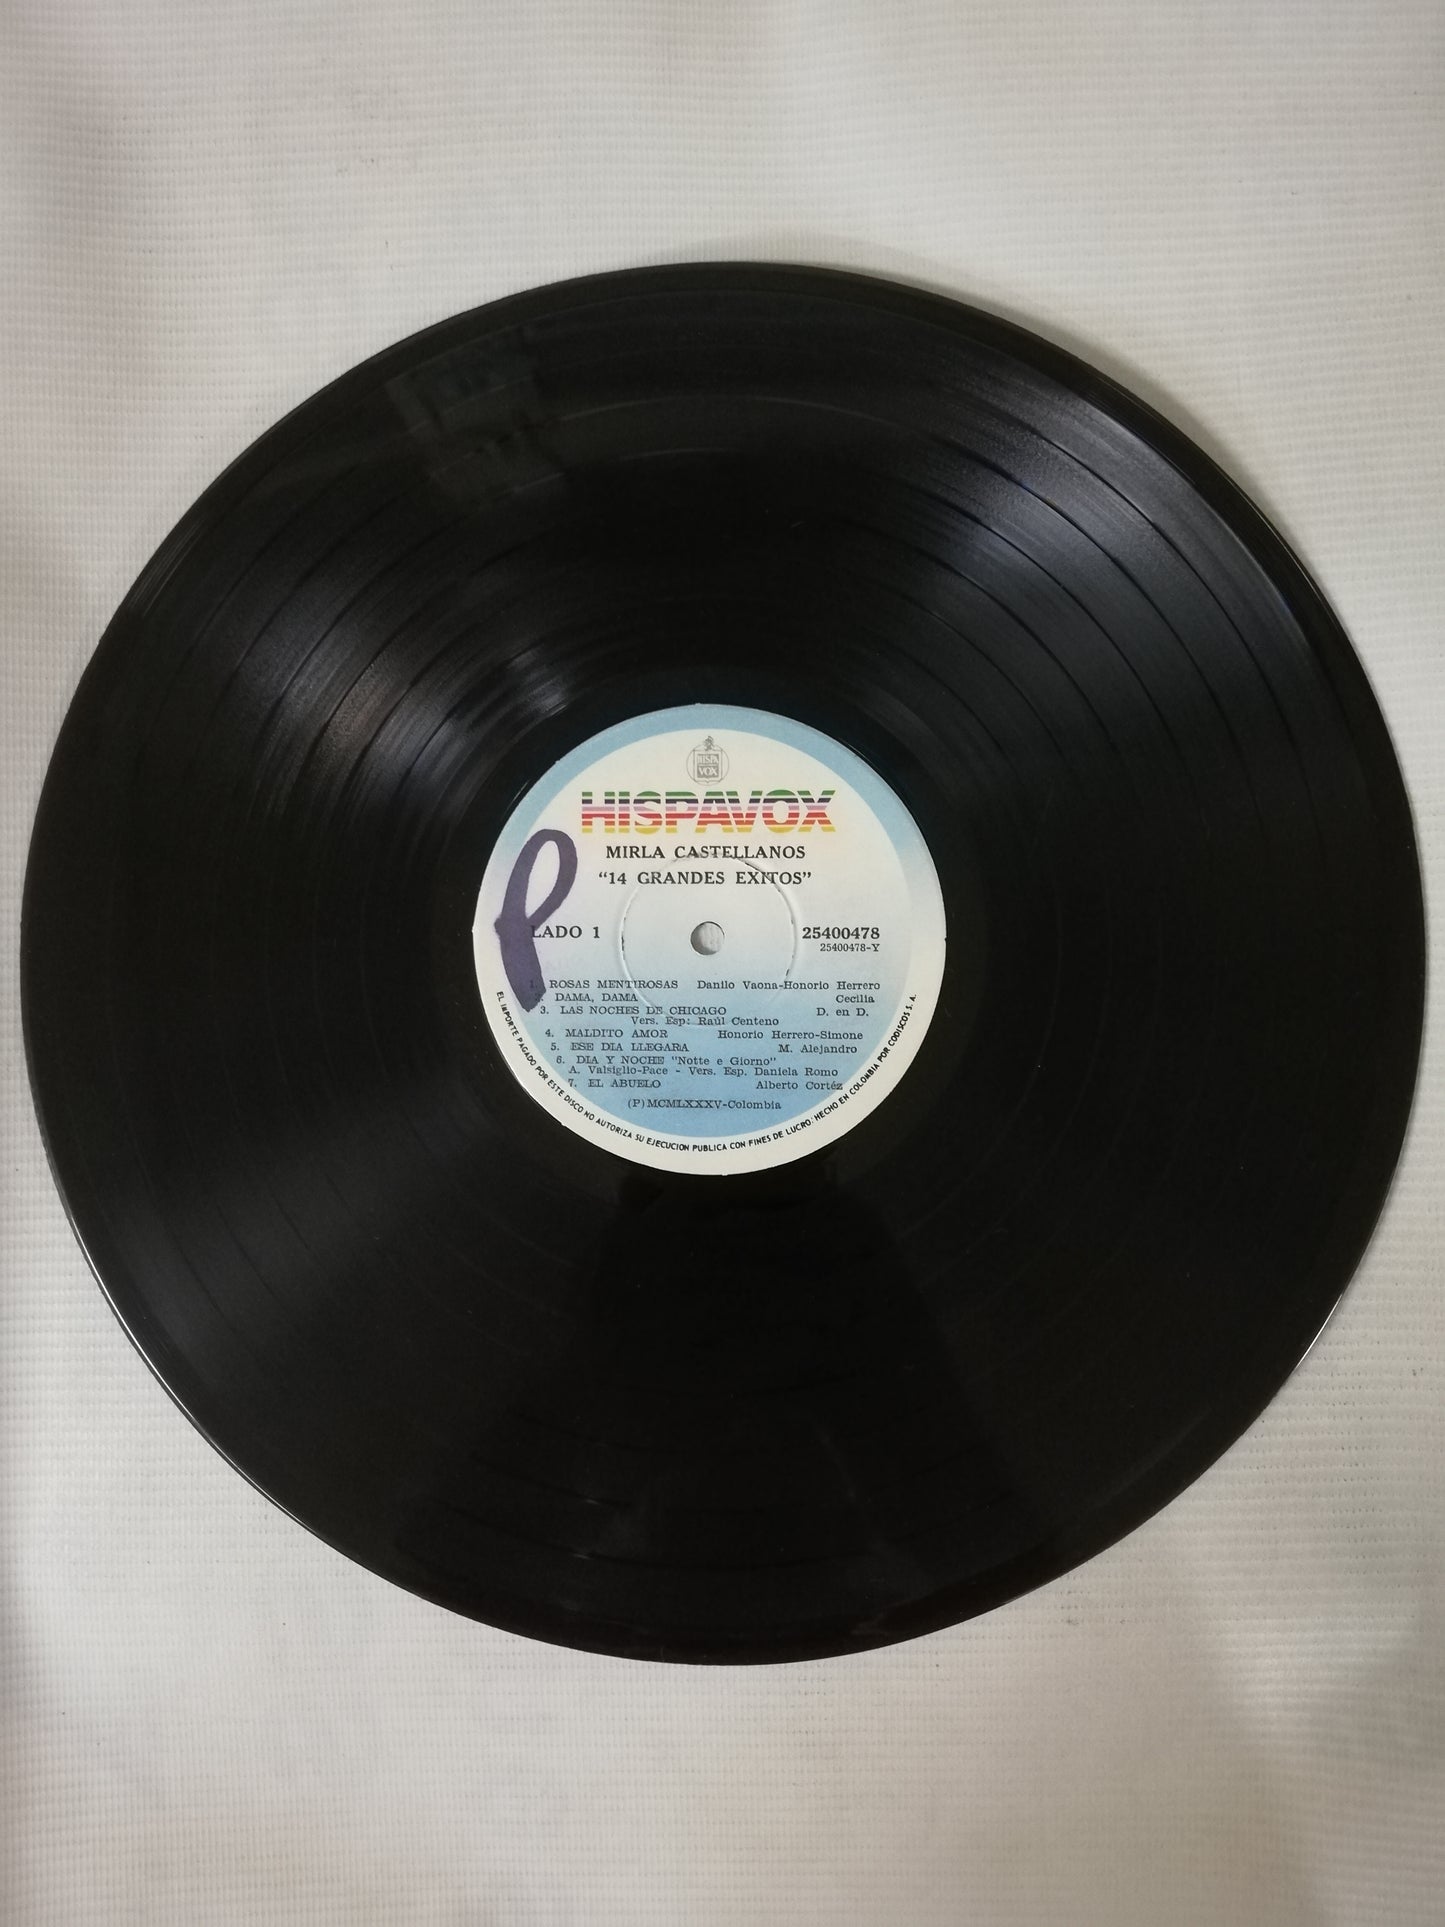 HISPA
VOX
HISPAVOX
MIRLA CASTELLANOS
"14 GRANDES EXITOS"
P
LADO 1 25400478
25400478-Y
1. ROSAS MENTIROSAS Danilo Vaona-Honorio Herrero
2. DAMA, DAMA Cecilia
3. LAS NOCHES DE CHICAGO D. en D.
Vers. Esp: Raúl Centeno
4. MALDITO AMOR Honorio Herrero-Simone
5. ESE DIA LLEGARA M. Alejandro
6. DIA Y NOCHE "Notte e Giorno"
A. Valsiglio-Pace - Vers. Esp. Daniela Romo
7. EL ABUELO Alberto Cortéz
(P) MCMLXXXV-Colombia
EL IMPORTE PAGADO POR ESTE DISCO NO AUTORIZA SU EJECUCION PUBLICA CON FINES DE LUCRO: HECHO EN COLOMBIA POR CODISCOS S. A.